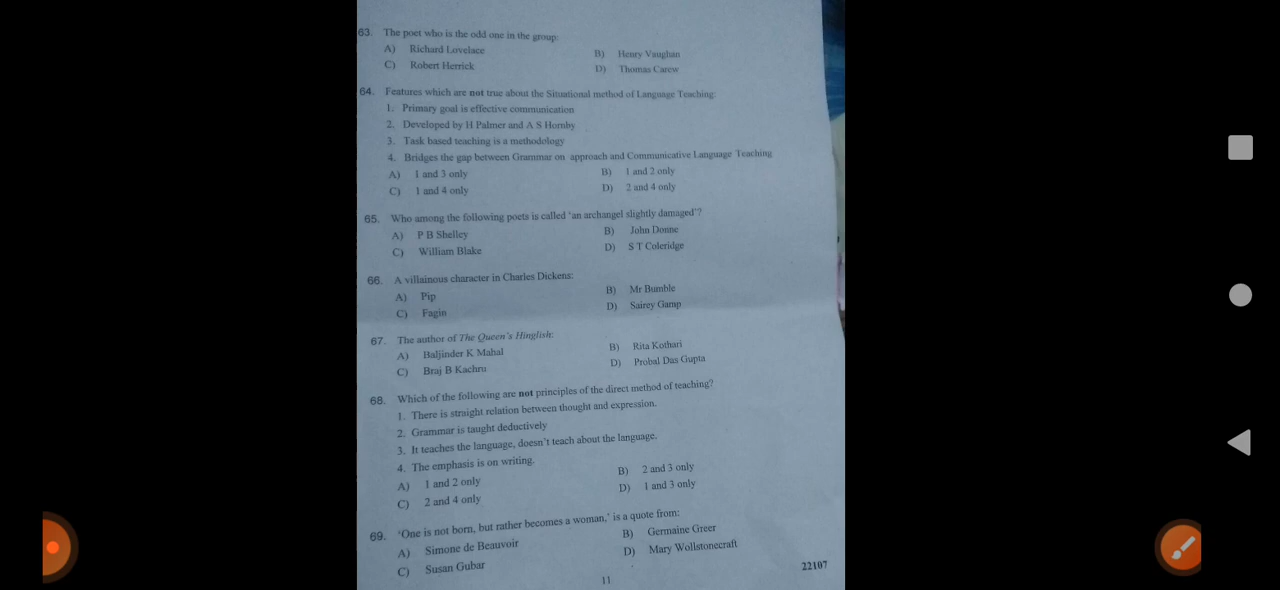 63. The poet who is the odd one in the group:
A) Richard Lovelace B) Henry Vaughan
C) Robert Herrick D) Thomas Carew
64. Features which are not true about the Situational method of Language Teaching
1. Primary goal is effective communication
2. Developed by H Palmer and A S Hornby
3. Task based teaching is a methodology
4. Bridges the gap between Grammar on approach and Communicative Language Teaching
A) 1 and 3 only B) 1 and 2 only
C) 1 and 4 only D) 2 and 4 only
65. Who among the following poets is called 'an archangel slightly damaged'?
A) P B Shelley B) John Donne
C) William Blake D) S T Coleridge
66. A villainous character in Charles Dickens:
A) Pip B) Mr Bumble
C) Fagin D) Sairey Gamp
67. The author of The Queen's Hinglish:
A) Baljinder K Mahal B) Rita Kothari
C) Braj B Kachru D) Probal Das Gupta
68. Which of the following are not principles of the direct method of teaching?
1. There is straight relation between thought and expression.
2. Grammar is taught deductively
3. It teaches the language, doesn't teach about the language.
4. The emphasis is on writing.
A) 1 and 2 only B) 2 and 3 only
C) 2 and 4 only D) 1 and 3 only
69. 'One is not born, but rather becomes a woman,' is a quote from:
A) Simone de Beauvoir B) Germaine Greer
C) Susan Gubar D) Mary Wollstonecraft
11 22107